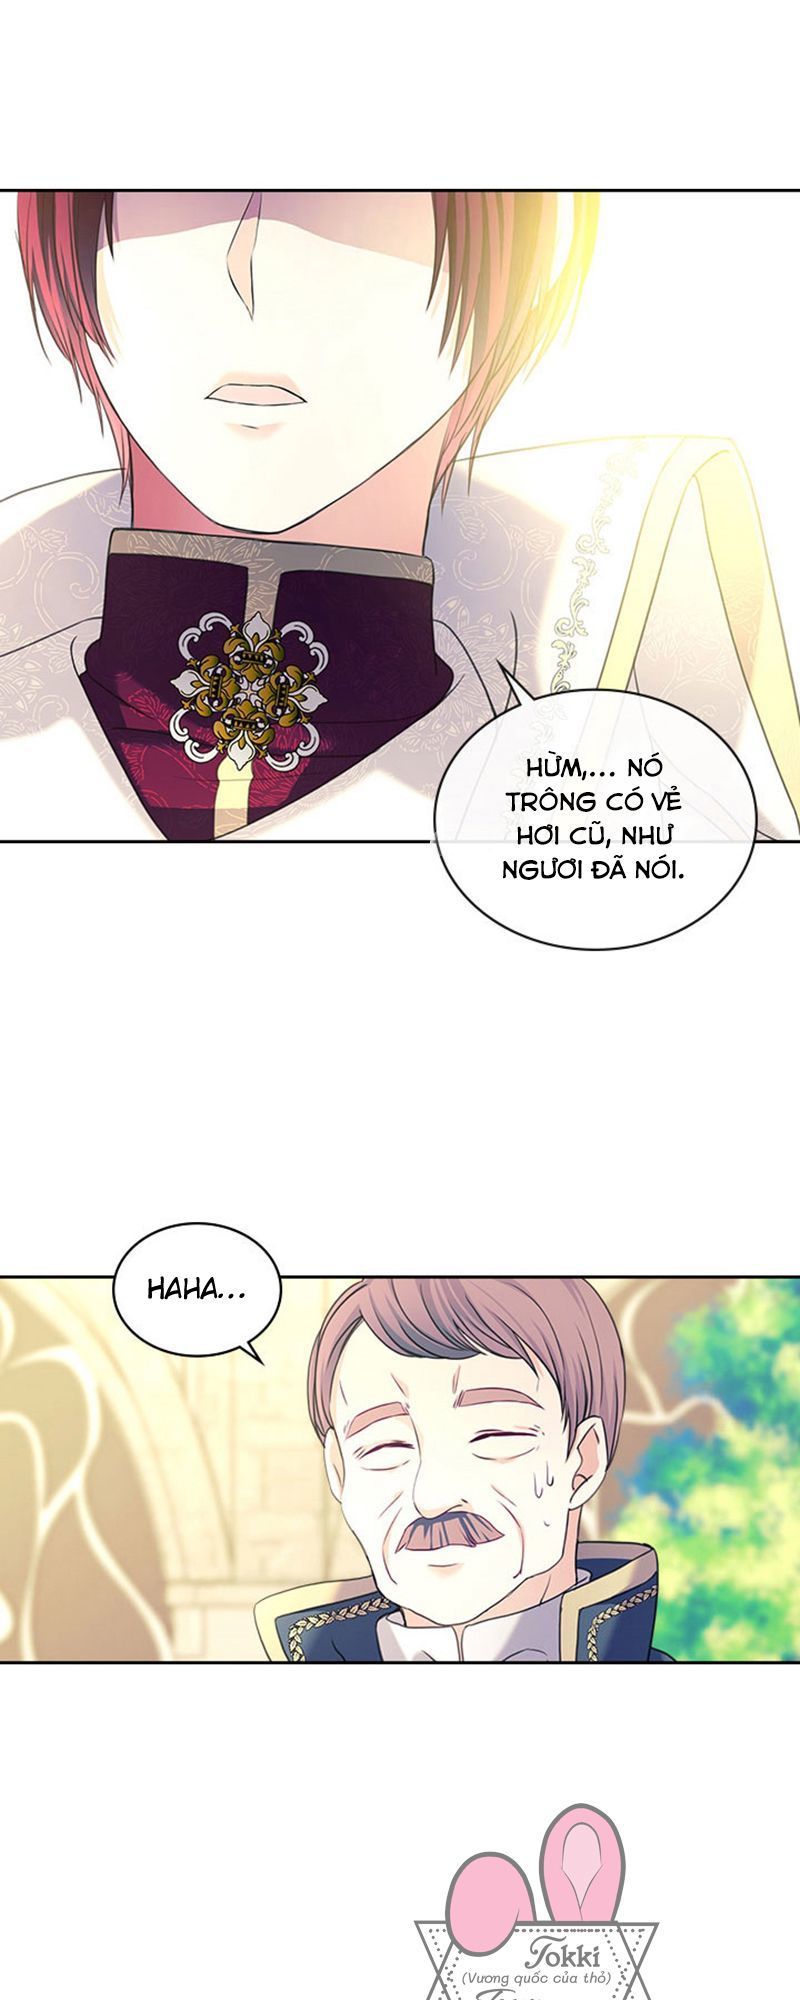 HỪM,... NÓ
TRÔNG CÓ VẺ
HƠI CŨ, NHƯ
NGƯƠI ĐÃ NÓI.
HAHA...
Tokki
(Vương quốc của thỏ)